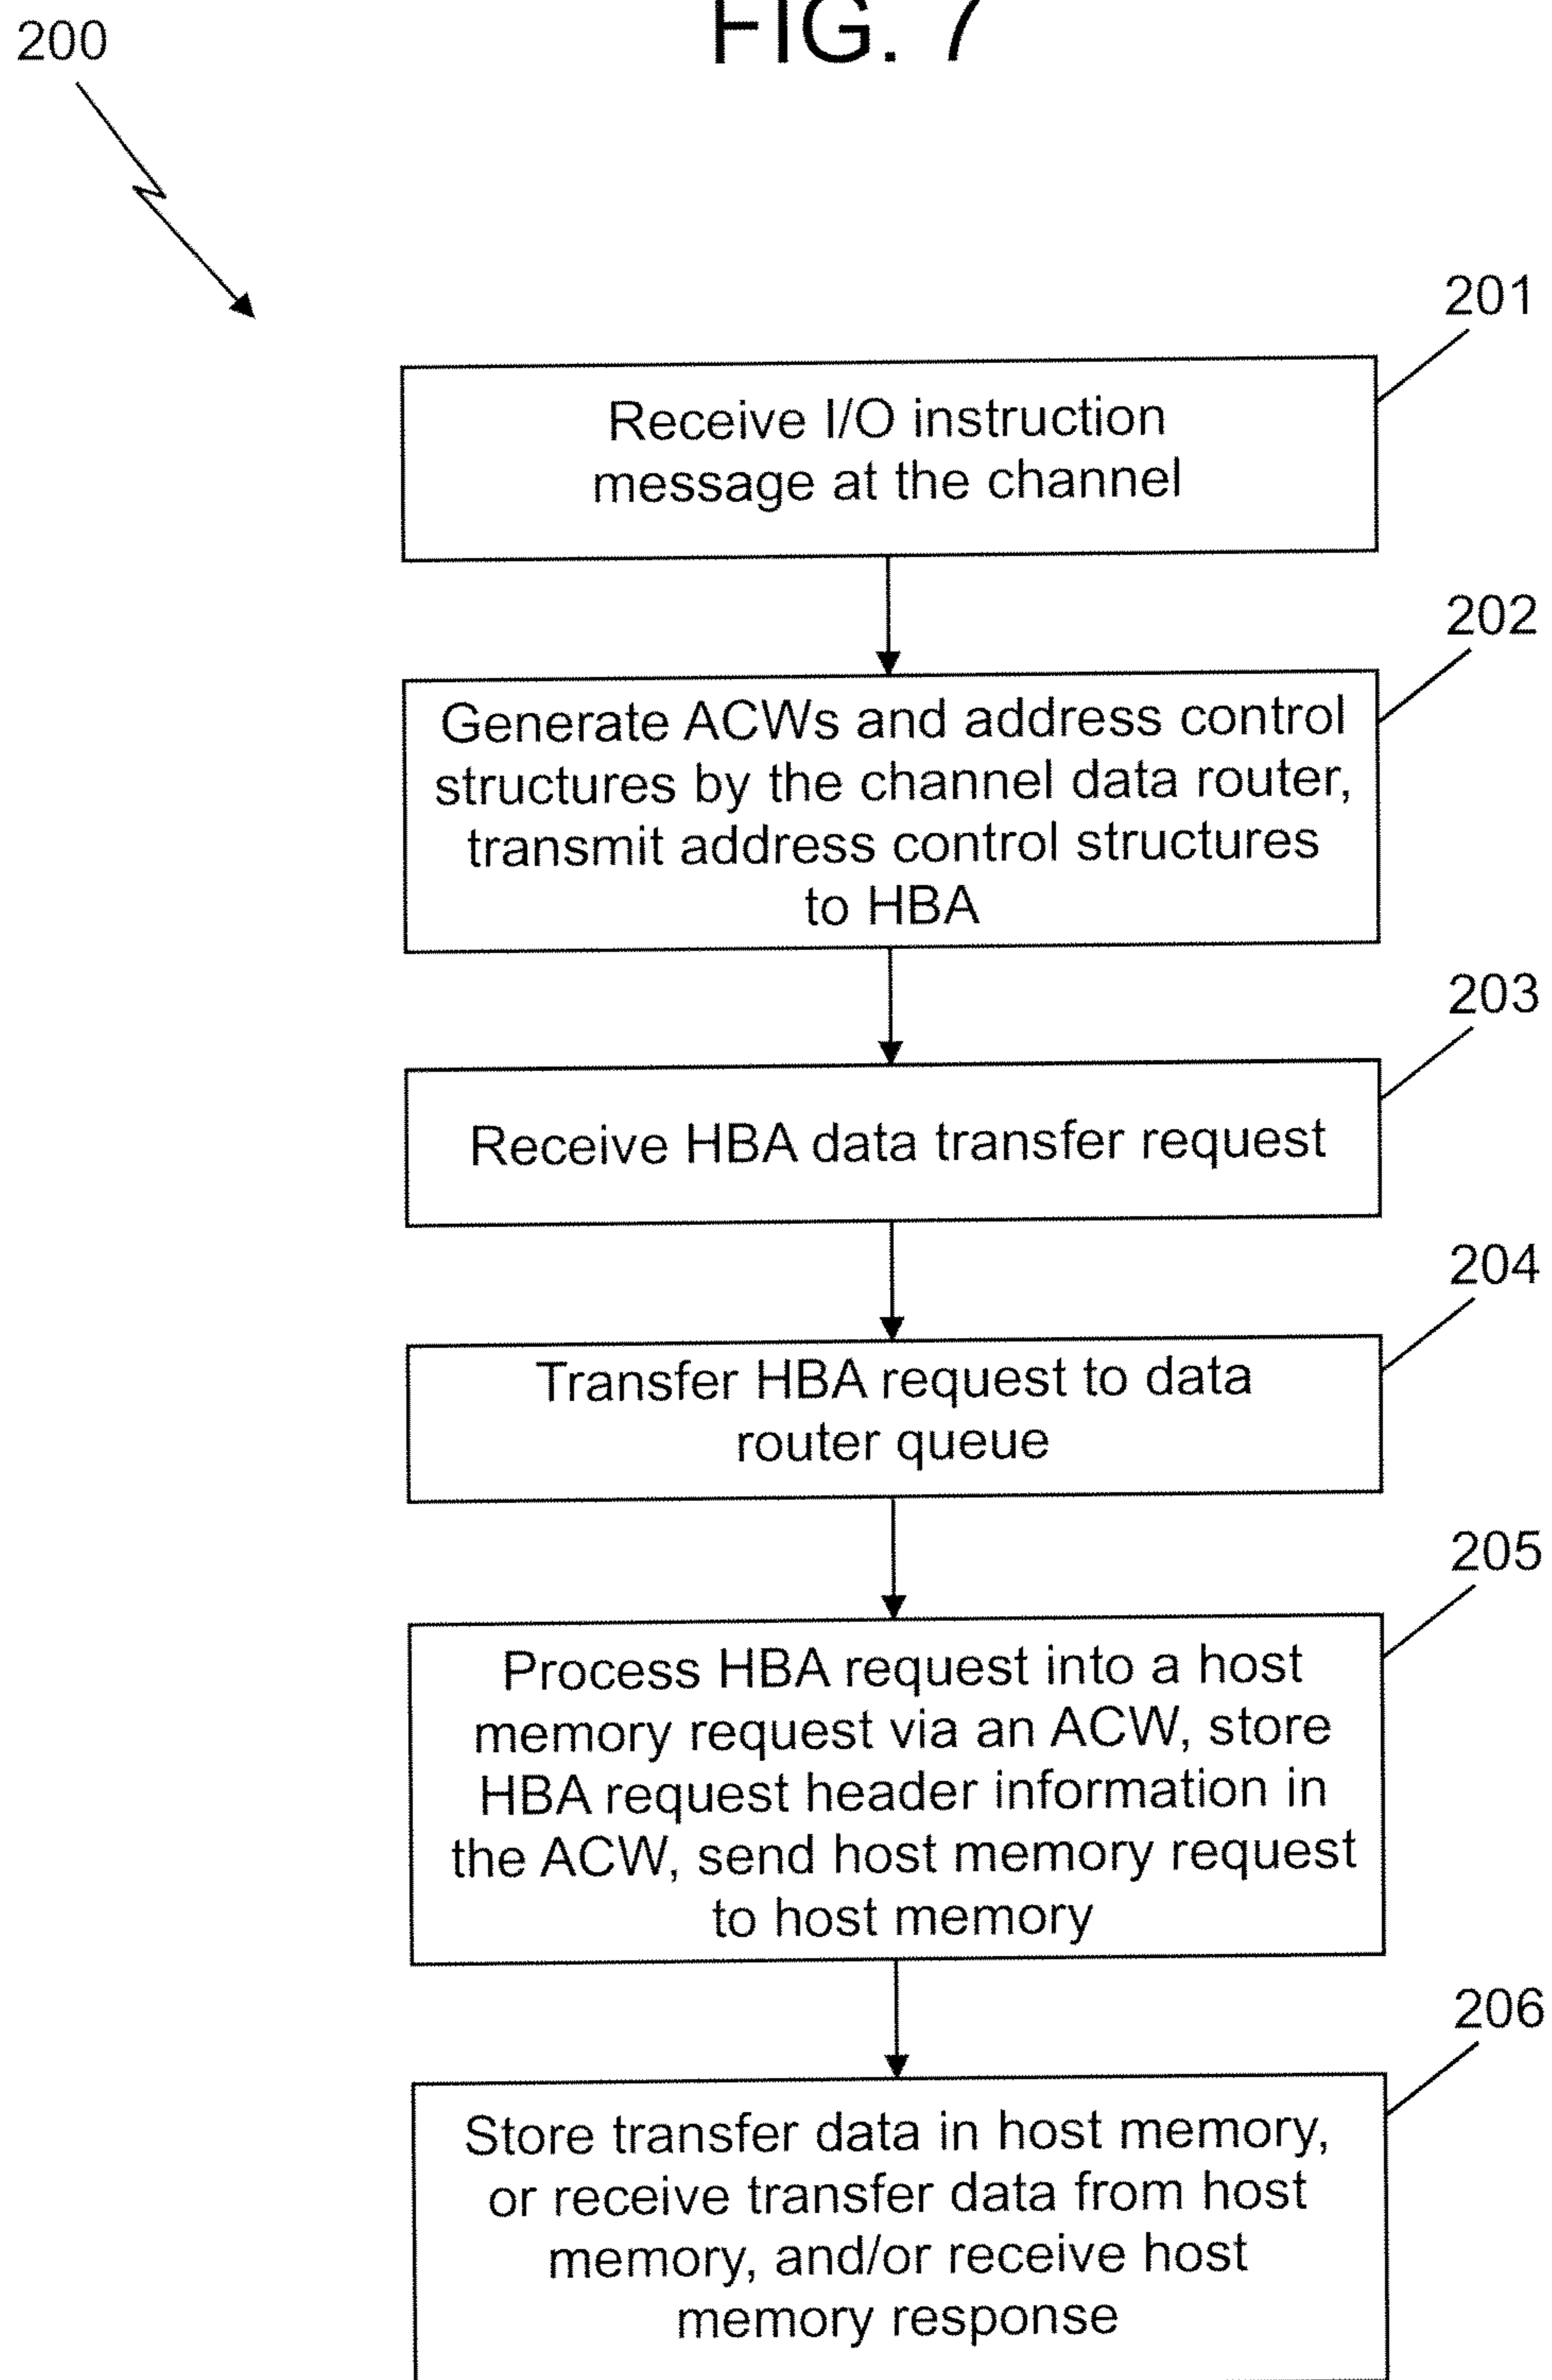 FIG. 7
200
201
Receive I/O instruction
message at the channel
202
Generate ACWs and address control
structures by the channel data router,
transmit address control structures
to HBA
203
Receive HBA data transfer request
204
Transfer HBA request to data
router queue
205
Process HBA request into a host
memory request via an ACW, store
HBA request header information in
the ACW, send host memory request
to host memory
206
Store transfer data in host memory,
or receive transfer data from host
memory, and/or receive host
memory response